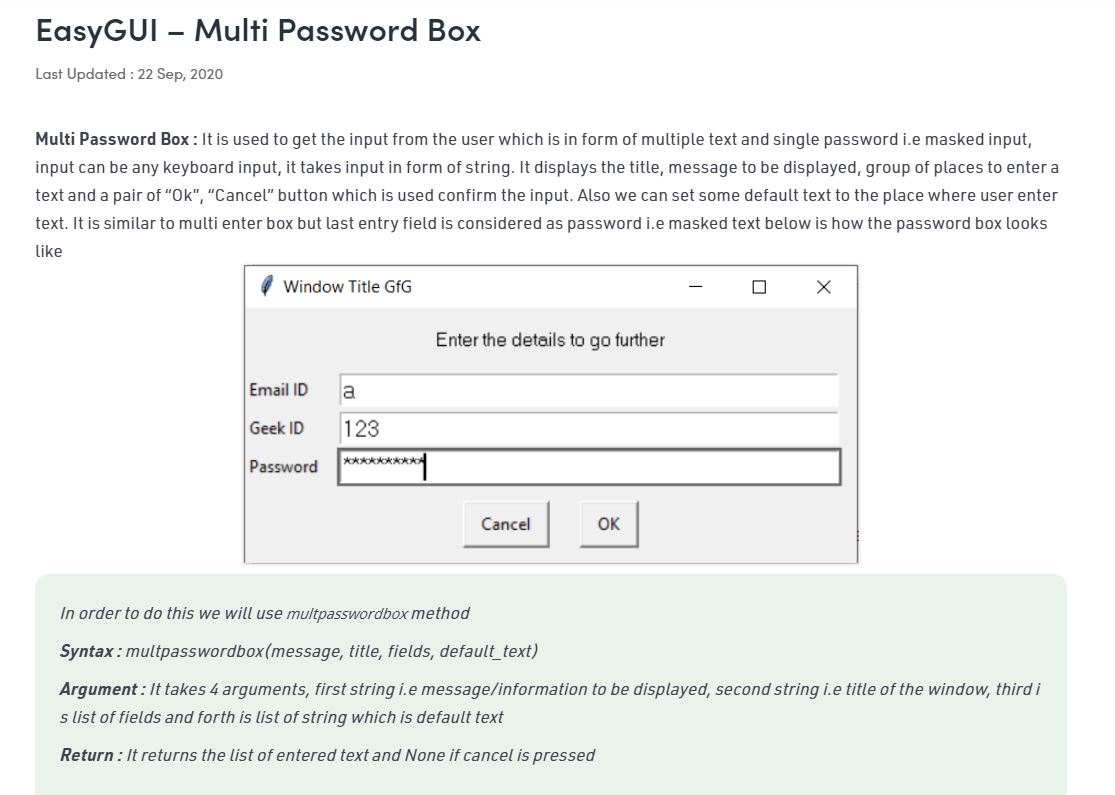 EasyGUI – Multi Password Box
Last Updated : 22 Sep, 2020
Multi Password Box : It is used to get the input from the user which is in form of multiple text and single password i.e masked input,
input can be any keyboard input, it takes input in form of string. It displays the title, message to be displayed, group of places to enter a
text and a pair of “Ok”, “Cancel” button which is used confirm the input. Also we can set some default text to the place where user enter
text. It is similar to multi enter box but last entry field is considered as password i.e masked text below is how the password box looks
like
Window Title GfG
Enter the details to go further
Email ID a
Geek ID 123
Password **********
Cancel OK
In order to do this we will use multpasswordbox method
Syntax : multpasswordbox(message, title, fields, default_text)
Argument : It takes 4 arguments, first string i.e message/information to be displayed, second string i.e title of the window, third i
s list of fields and forth is list of string which is default text
Return : It returns the list of entered text and None if cancel is pressed